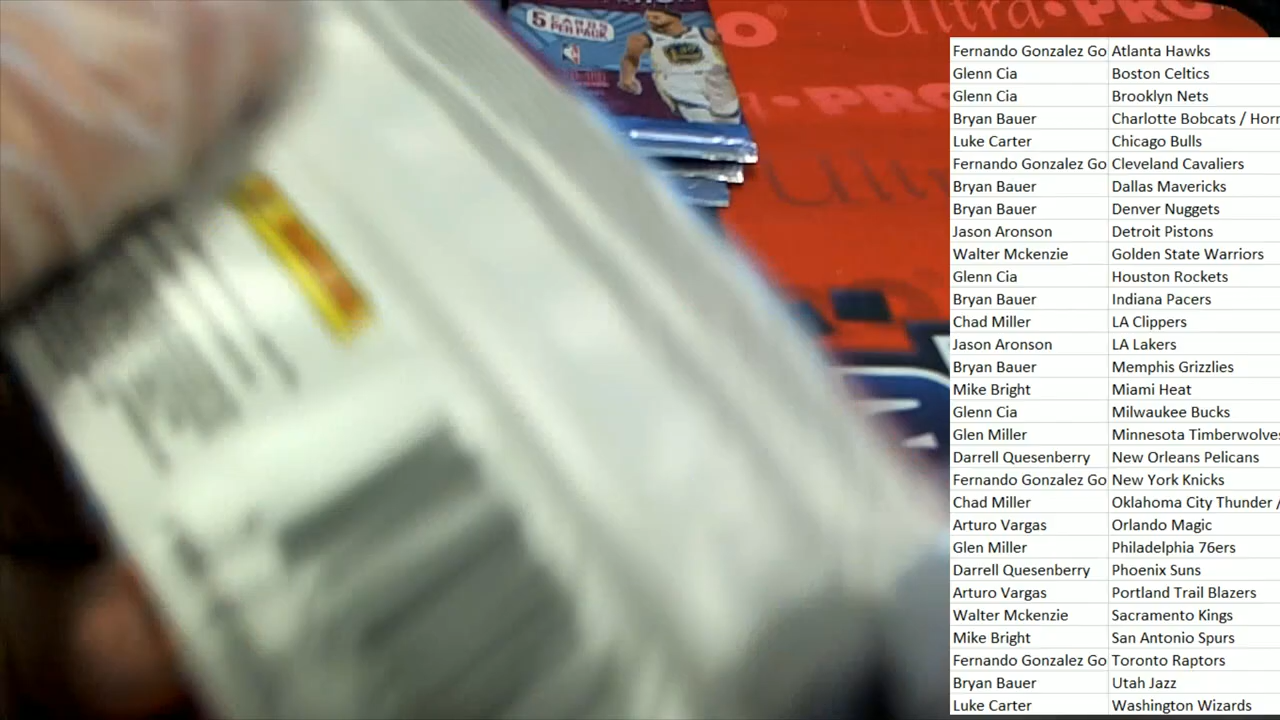 5 CARDS
PER PACK
Ultra·PRO
Ultra·PRO
Fernando Gonzalez Go Atlanta Hawks
Glenn Cia Boston Celtics
Glenn Cia Brooklyn Nets
Bryan Bauer Charlotte Bobcats / Horn
Luke Carter Chicago Bulls
Fernando Gonzalez Go Cleveland Cavaliers
Bryan Bauer Dallas Mavericks
Bryan Bauer Denver Nuggets
Jason Aronson Detroit Pistons
Walter Mckenzie Golden State Warriors
Glenn Cia Houston Rockets
Bryan Bauer Indiana Pacers
Chad Miller LA Clippers
Jason Aronson LA Lakers
Bryan Bauer Memphis Grizzlies
Mike Bright Miami Heat
Glenn Cia Milwaukee Bucks
Glen Miller Minnesota Timberwolves
Darrell Quesenberry New Orleans Pelicans
Fernando Gonzalez Go New York Knicks
Chad Miller Oklahoma City Thunder /
Arturo Vargas Orlando Magic
Glen Miller Philadelphia 76ers
Darrell Quesenberry Phoenix Suns
Arturo Vargas Portland Trail Blazers
Walter Mckenzie Sacramento Kings
Mike Bright San Antonio Spurs
Fernando Gonzalez Go Toronto Raptors
Bryan Bauer Utah Jazz
Luke Carter Washington Wizards